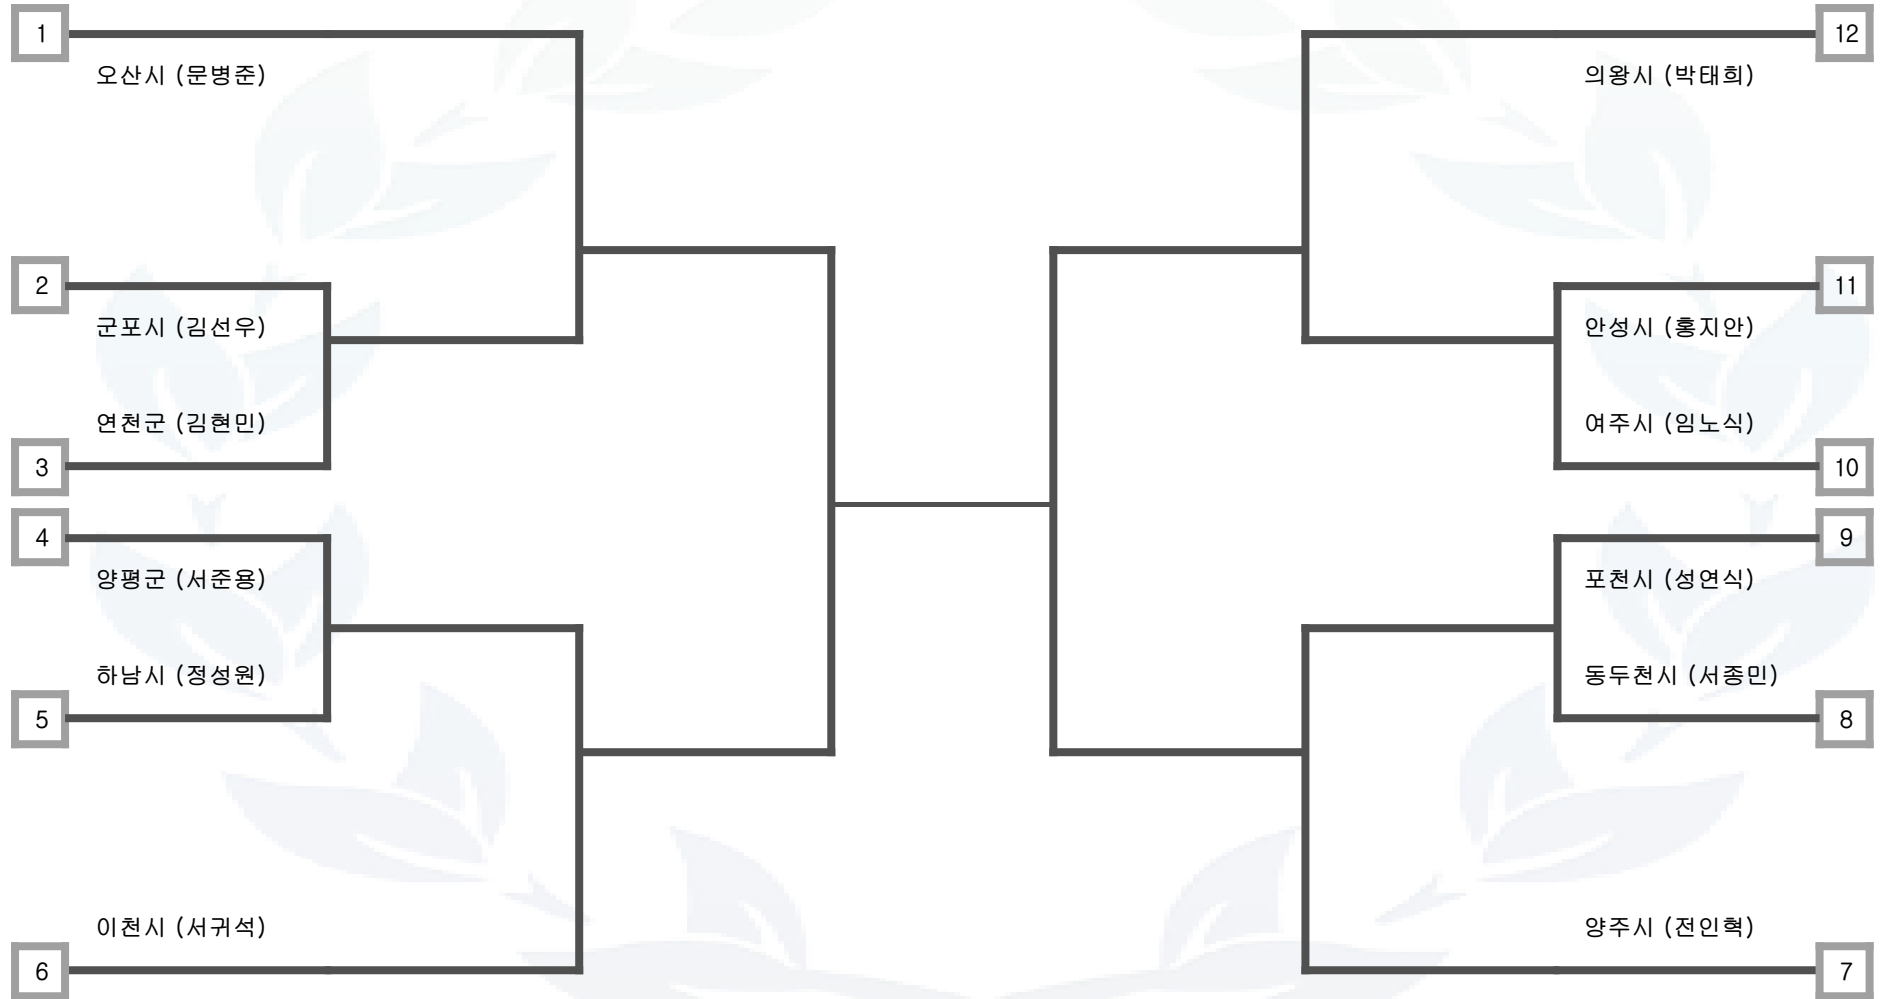 1
오산시 (문병준)
2
군포시 (김선우)
연천군 (김현민)
3
4
양평군 (서준용)
하남시 (정성원)
5
이천시 (서귀석)
6
12
의왕시 (박태희)
11
안성시 (홍지안)
여주시 (임노식)
10
9
포천시 (성연식)
동두천시 (서종민)
8
양주시 (전인혁)
7